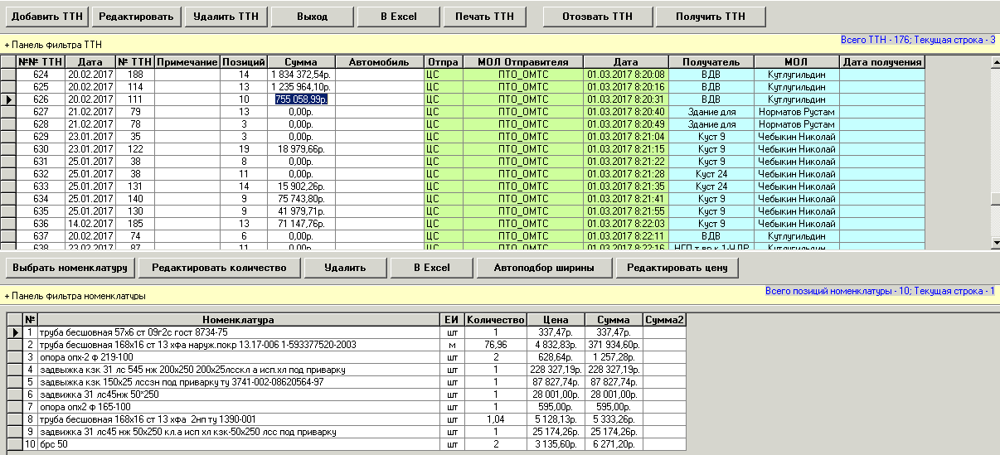 Добавить ТТН Редактировать Удалить ТТН Выход В Excel Печать ТТН Отозвать ТТН Получить ТТН
+ Панель фильтра ТТН Всего ТТН - 176; Текущая строка - 3
№№ ТТН Дата № ТТН Примечание Позиций Сумма Автомобиль Отпра МОЛ Отправителя Дата Получатель МОЛ Дата получения
624 20.02.2017 188 14 1 834 372,54р. ЦС ПТО_ОМТС 01.03.2017 8:20:08 ВДВ Кутлугильдин
625 20.02.2017 114 13 1 235 964,10р. ЦС ПТО_ОМТС 01.03.2017 8:20:16 ВДВ Кутлугильдин
626 20.02.2017 111 10 755 058,99р. ЦС ПТО_ОМТС 01.03.2017 8:20:31 ВДВ Кутлугильдин
627 21.02.2017 79 13 0,00р. ЦС ПТО_ОМТС 01.03.2017 8:20:40 Здание для Норматов Рустам
628 21.02.2017 78 3 0,00р. ЦС ПТО_ОМТС 01.03.2017 8:20:49 Здание для Норматов Рустам
629 23.01.2017 35 3 0,00р. ЦС ПТО_ОМТС 01.03.2017 8:21:04 Куст 9 Чебыкин Николай
630 23.01.2017 122 19 18 979,66р. ЦС ПТО_ОМТС 01.03.2017 8:21:15 Куст 9 Чебыкин Николай
631 25.01.2017 38 8 0,00р. ЦС ПТО_ОМТС 01.03.2017 8:21:22 Куст 9 Чебыкин Николай
632 25.01.2017 38 11 0,00р. ЦС ПТО_ОМТС 01.03.2017 8:21:28 Куст 24 Чебыкин Николай
633 25.01.2017 131 14 15 902,26р. ЦС ПТО_ОМТС 01.03.2017 8:21:35 Куст 24 Чебыкин Николай
634 25.01.2017 140 9 75 743,80р. ЦС ПТО_ОМТС 01.03.2017 8:21:41 Куст 9 Чебыкин Николай
635 25.01.2017 130 9 41 979,71р. ЦС ПТО_ОМТС 01.03.2017 8:21:55 Куст 9 Чебыкин Николай
636 14.02.2017 185 13 71 147,76р. ЦС ПТО_ОМТС 01.03.2017 8:22:03 Куст 9 Чебыкин Николай
637 20.02.2017 74 6 0,00р. ЦС ПТО_ОМТС 01.03.2017 8:22:11 ВДВ Кутлугильдин
638 23.02.2017 87 11 0,00р. ЦС ПТО_ОМТС 01.03.2017 8:22:16 Кутлугильдин
Выбрать номенклатуру Редактировать количество Удалить В Excel Автоподбор ширины Редактировать цену
+ Панель фильтра номенклатуры Всего позиций номенклатуры - 10; Текущая строка - 1
№ Номенклатура ЕИ Количество Цена Сумма Сумма2
1 труба бесшовная 57х6 ст 09г2с гост 8734-75 шт 1 337,47р. 337,47р.
2 труба бесшовная 168х16 ст 13 хфа наруж.покр 13.17-006 1-593377520-2003 м 76,96 4 832,83р. 371 934,60р.
3 опора опх-2 ф 219-100 шт 2 628,64р. 1 257,28р.
4 задвыжка кзк 31 лс 545 нж 200х250 200х25лсскл а исп.хл под приварку шт 1 228 327,19р. 228 327,19р.
5 задвыжка кзк 150х25 лссзн под приварку ту 3741-002-08620564-97 шт 1 87 827,74р. 87 827,74р.
6 задвижка 31 лс45нж 50*250 шт 1 28 001,00р. 28 001,00р.
7 опора опх2 ф 165-100 шт 1 595,00р. 595,00р.
8 труба бесшовная 168х16 ст 13 хфа 2нп ту 1390-001 шт 1,04 5 128,13р. 5 333,26р.
9 задвижка 31 лс45 нж 50х250 кл.а исп хл кзк-50х250 лсс под приварку шт 1 25 174,26р. 25 174,26р.
10 брс 50 шт 2 3 135,60р. 6 271,20р.